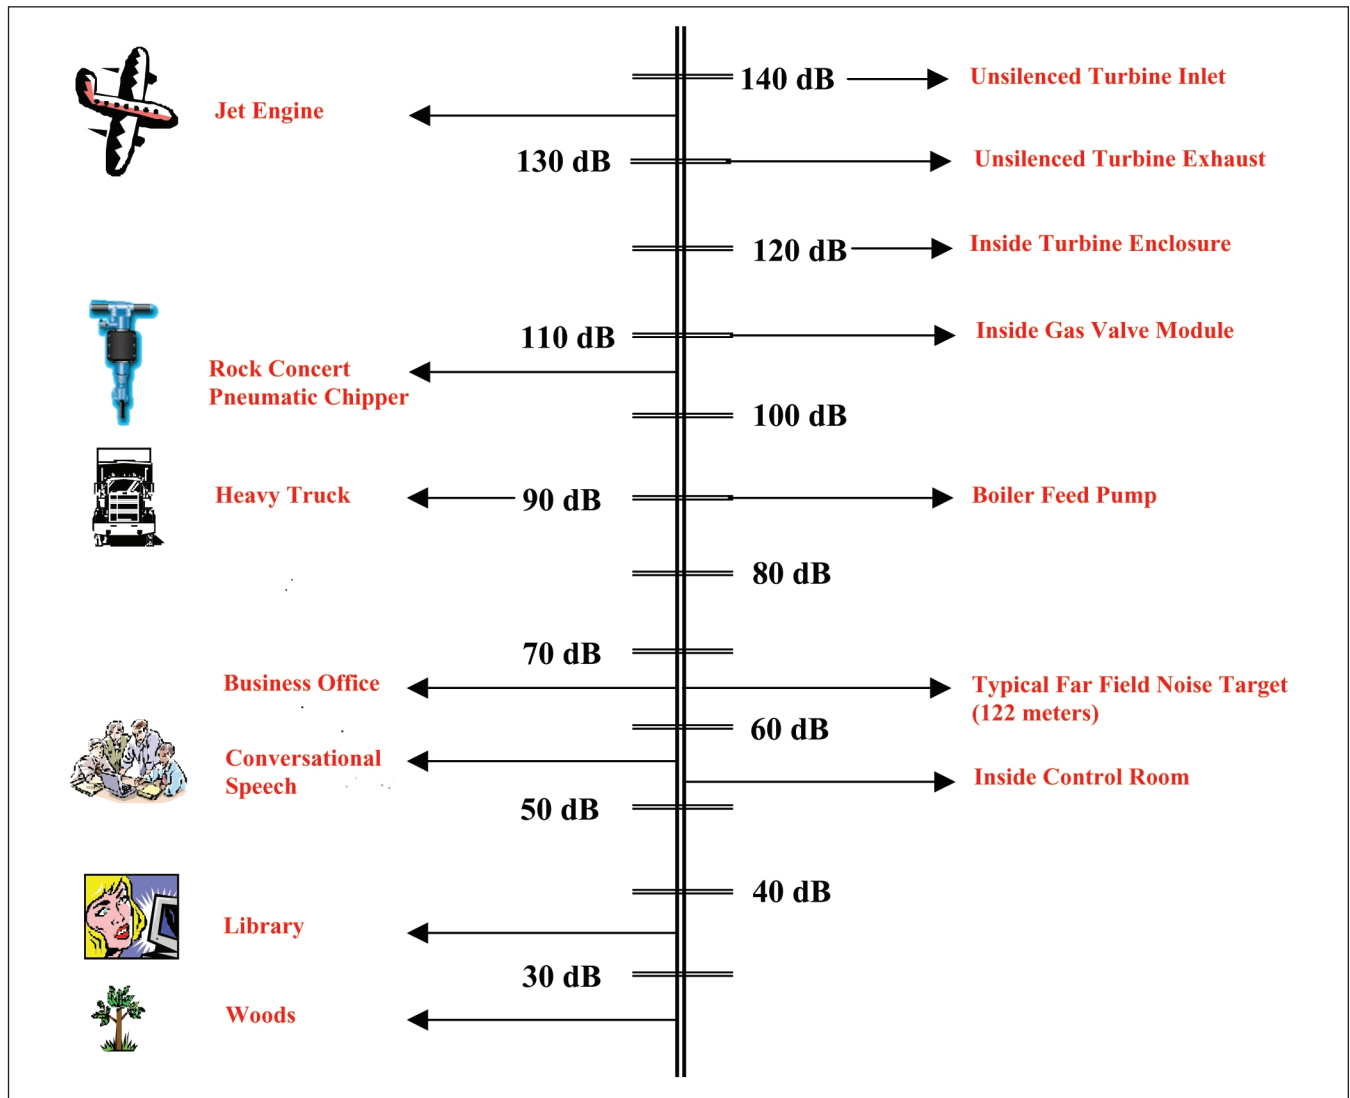 140 dB
Unsilenced Turbine Inlet
Jet Engine
130 dB
Unsilenced Turbine Exhaust
120 dB
Inside Turbine Enclosure
110 dB
Inside Gas Valve Module
Rock Concert
Pneumatic Chipper
100 dB
Heavy Truck
90 dB
Boiler Feed Pump
80 dB
70 dB
Business Office
Typical Far Field Noise Target
(122 meters)
60 dB
Conversational
Speech
Inside Control Room
50 dB
40 dB
Library
30 dB
Woods